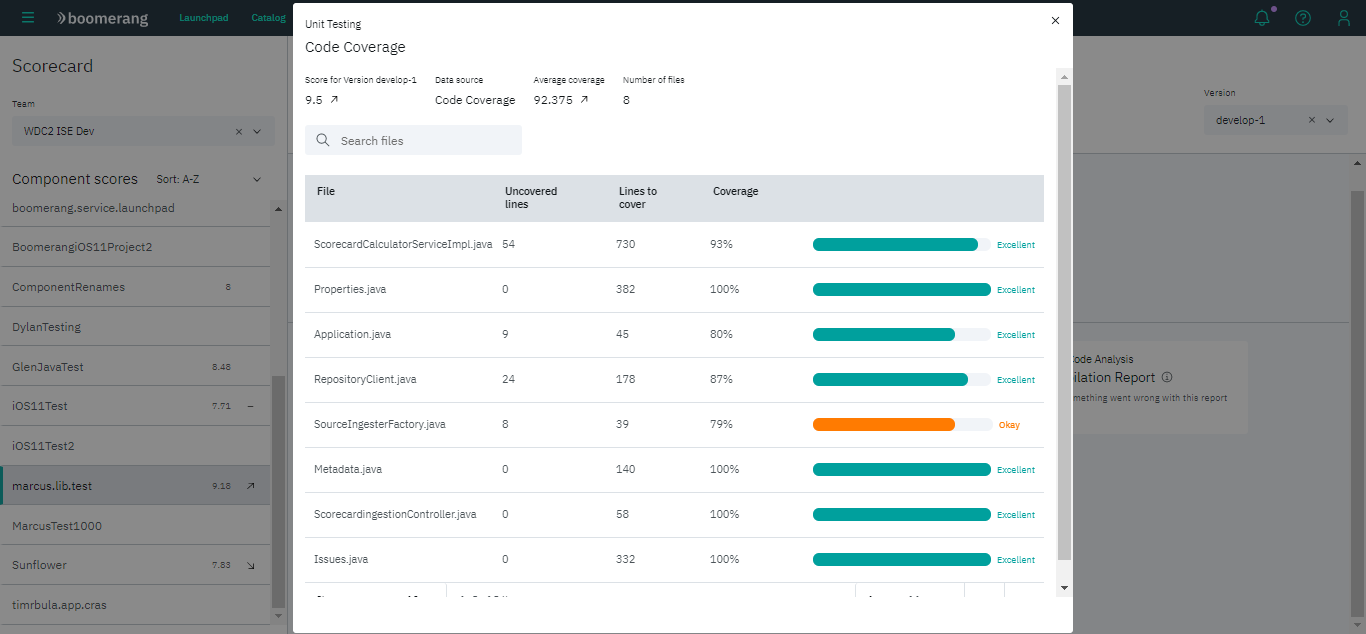 boomerang
Launchpad
Catalog
Scorecard
Team
WDC2 ISE Dev
Component scores
Sort: A-Z
boomerang.service.launchpad
BoomerangiOS11Project2
ComponentRenames 8
DylanTesting
GlenJavaTest 8.48
iOS11Test 7.71 –
iOS11Test2
marcus.lib.test 9.18
MarcusTest1000
Sunflower 7.83
timrbula.app.cras
Unit Testing
Code Coverage
Score for Version develop-1 Data source Average coverage Number of files
9.5 ↗ Code Coverage 92.375 ↗ 8
Search files
File Uncovered lines Lines to cover Coverage
ScorecardCalculatorServiceImpl.java 54 730 93% Excellent
Properties.java 0 382 100% Excellent
Application.java 9 45 80% Excellent
RepositoryClient.java 24 178 87% Excellent
SourceIngesterFactory.java 8 39 79% Okay
Metadata.java 0 140 100% Excellent
ScorecardingestionController.java 0 58 100% Excellent
Issues.java 0 332 100% Excellent
Version
develop-1
ode Analysis
ilation Report
mething went wrong with this report